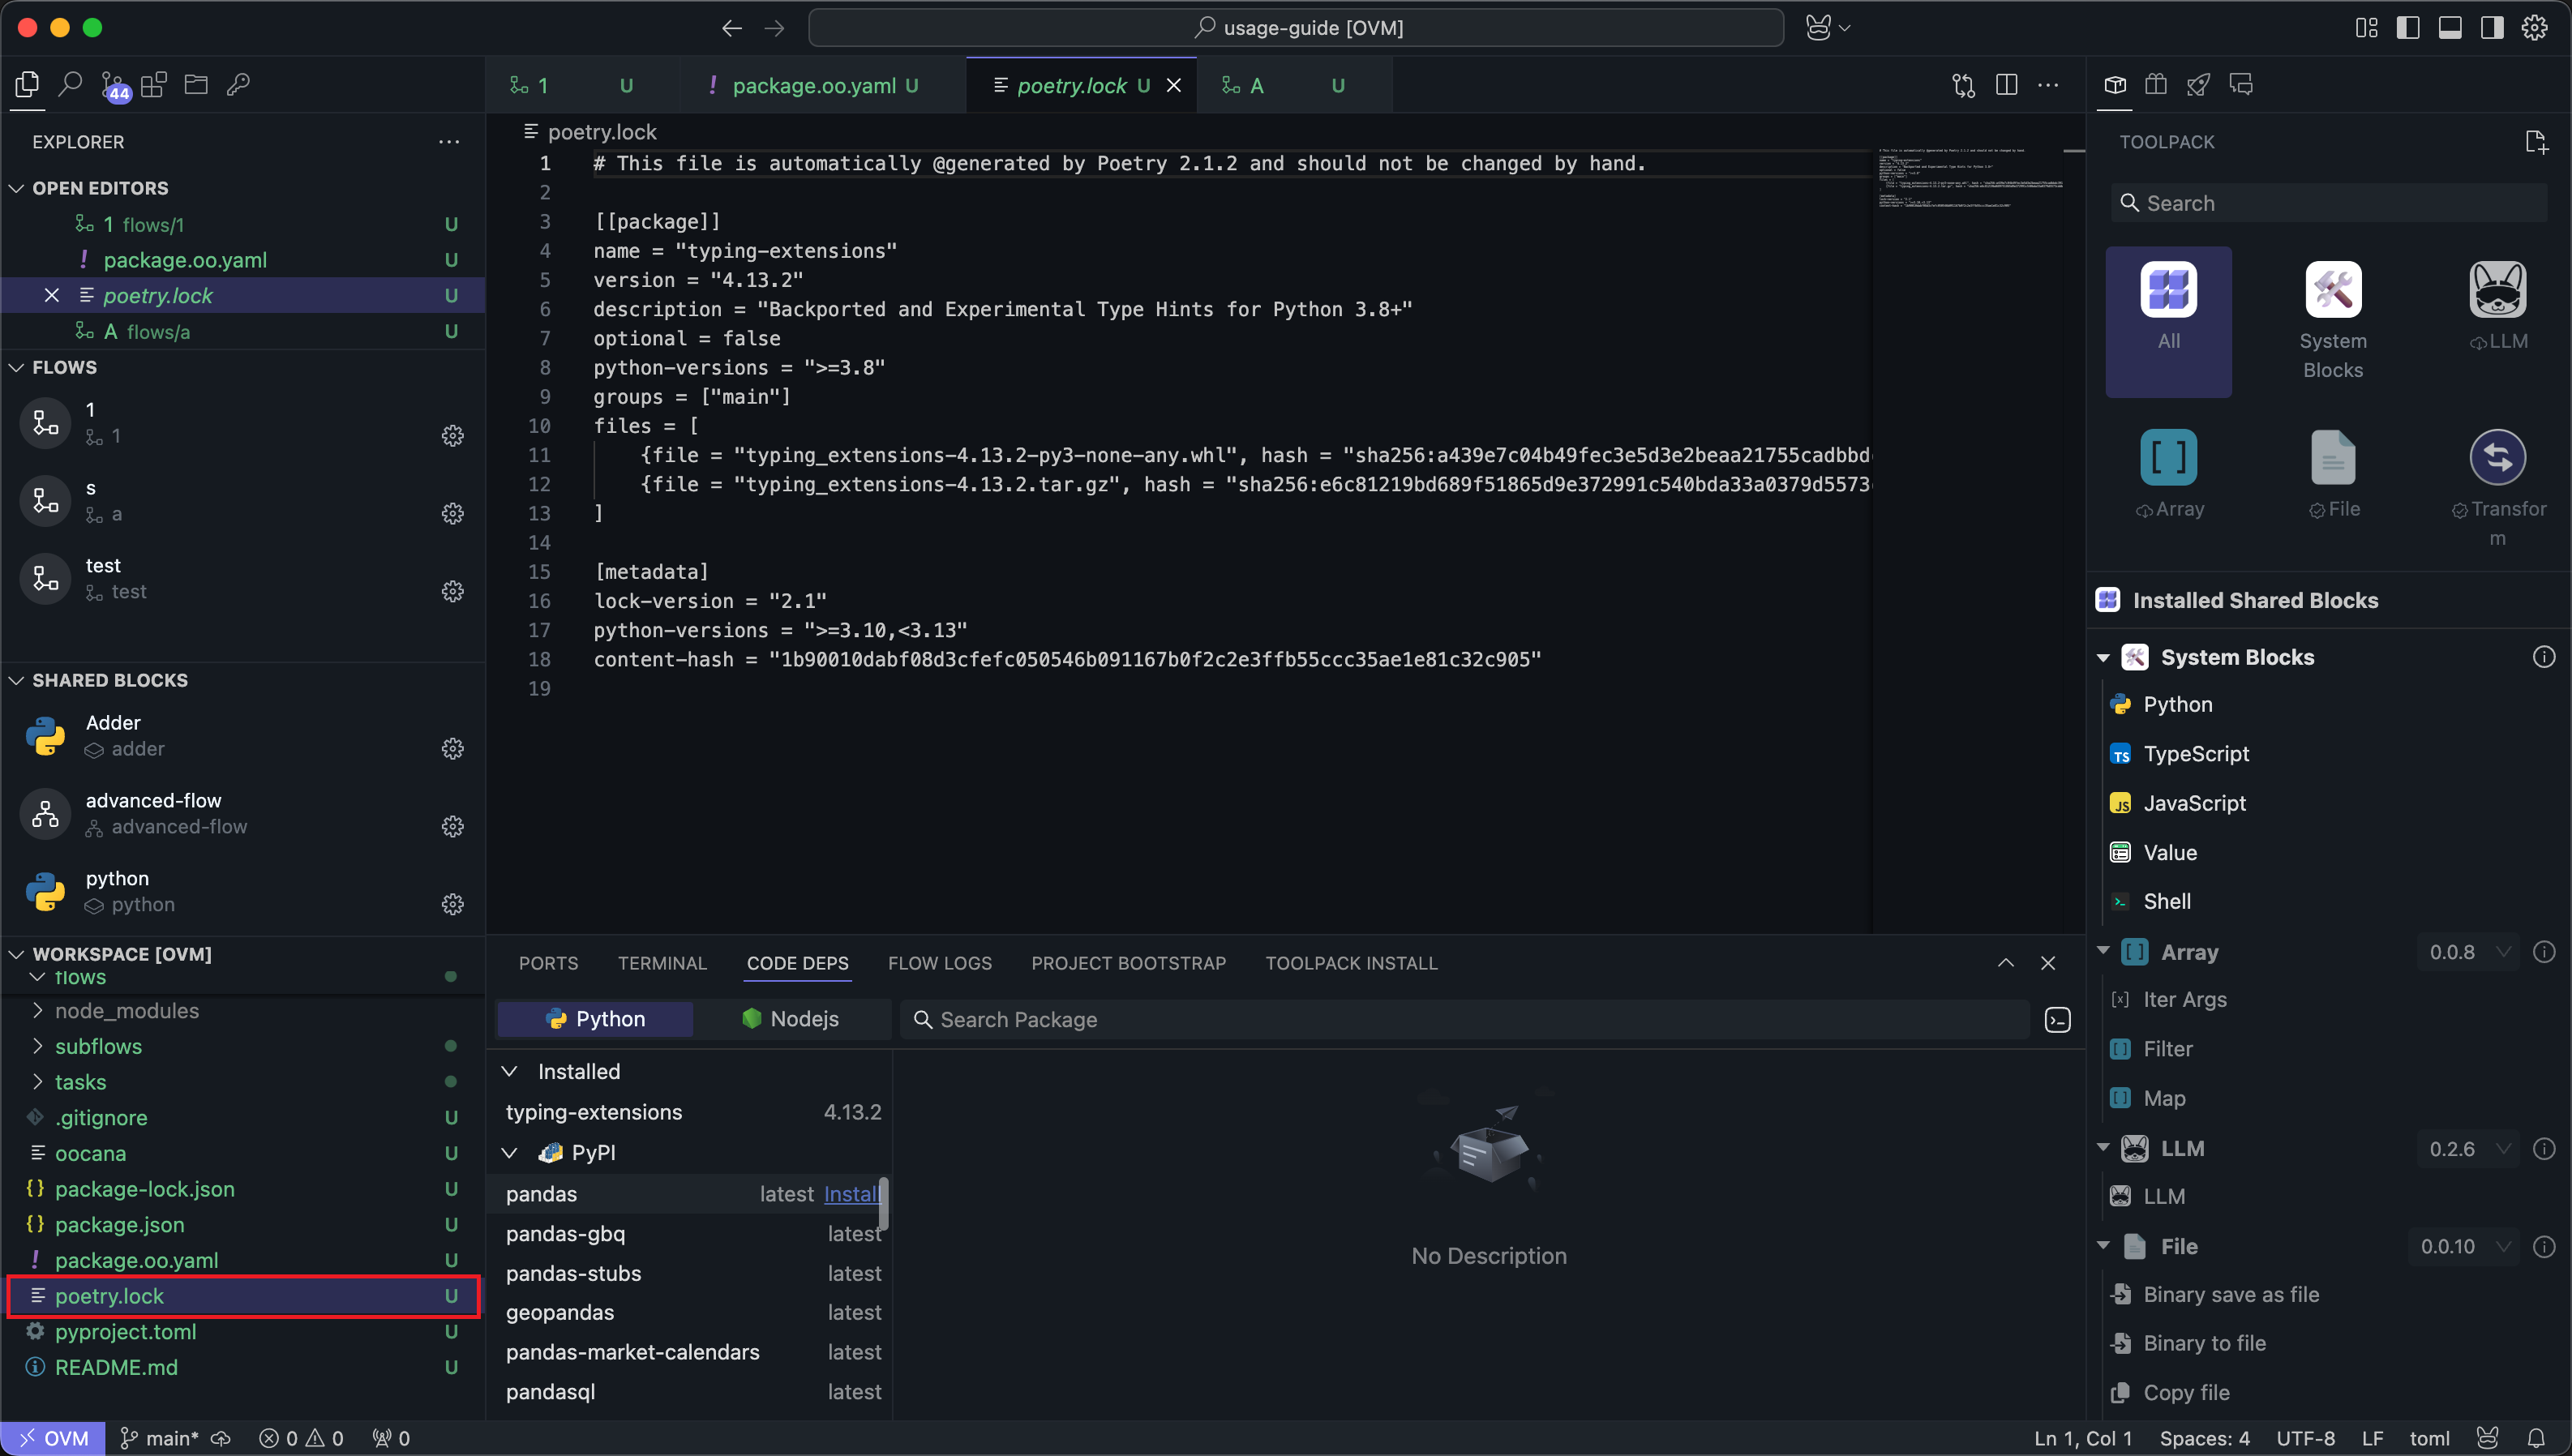 usage-guide [OVM]
44
1 U
! package.oo.yaml U
poetry.lock U
A U
EXPLORER
OPEN EDITORS
1 flows/1 U
! package.oo.yaml U
poetry.lock U
A flows/a U
FLOWS
1
1
s
a
test
test
SHARED BLOCKS
Adder
adder
advanced-flow
advanced-flow
python
python
WORKSPACE [OVM]
flows
node_modules
subflows
tasks
.gitignore U
oocana U
{} package-lock.json U
{} package.json U
! package.oo.yaml U
poetry.lock U
pyproject.toml U
README.md U
poetry.lock
1 # This file is automatically @generated by Poetry 2.1.2 and should not be changed by hand.
2
3 [[package]]
4 name = "typing-extensions"
5 version = "4.13.2"
6 description = "Backported and Experimental Type Hints for Python 3.8+"
7 optional = false
8 python-versions = ">=3.8"
9 groups = ["main"]
10 files = [
11 {file = "typing_extensions-4.13.2-py3-none-any.whl", hash = "sha256:a439e7c04b49fec3e5d3e2beaa21755cadbbd
12 {file = "typing_extensions-4.13.2.tar.gz", hash = "sha256:e6c81219bd689f51865d9e372991c540bda33a0379d5573
13 ]
14
15 [metadata]
16 lock-version = "2.1"
17 python-versions = ">=3.10,<3.13"
18 content-hash = "1b90010dabf08d3cfefc050546b091167b0f2c2e3ffb55ccc35ae1e81c32c905"
19
PORTS TERMINAL CODE DEPS FLOW LOGS PROJECT BOOTSTRAP TOOLPACK INSTALL
Python Nodejs Search Package
Installed
typing-extensions 4.13.2
PyPI
pandas latest Install
pandas-gbq latest
pandas-stubs latest
geopandas latest
pandas-market-calendars latest
pandasql latest
No Description
TOOLPACK
Search
All
System
Blocks
LLM
Array
File
Transfor
m
Installed Shared Blocks
System Blocks
Python
TS TypeScript
JS JavaScript
Value
Shell
Array 0.0.8
Iter Args
Filter
Map
LLM 0.2.6
LLM
File 0.0.10
Binary save as file
Binary to file
Copy file
OVM main* 0 0 0
Ln 1, Col 1 Spaces: 4 UTF-8 LF toml